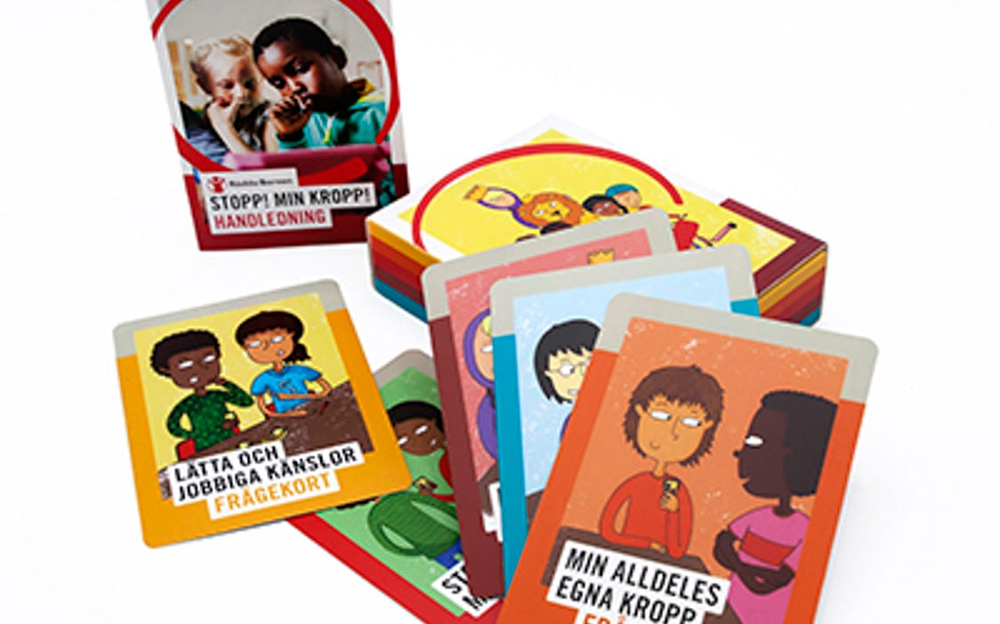 Rädda Barnen
STOPP! MIN KROPP!
HANDLEDNING
LÄTTA OCH
JOBBIGA KÄNSLOR
FRÅGEKORT
MIN ALLDELES
EGNA KROPP